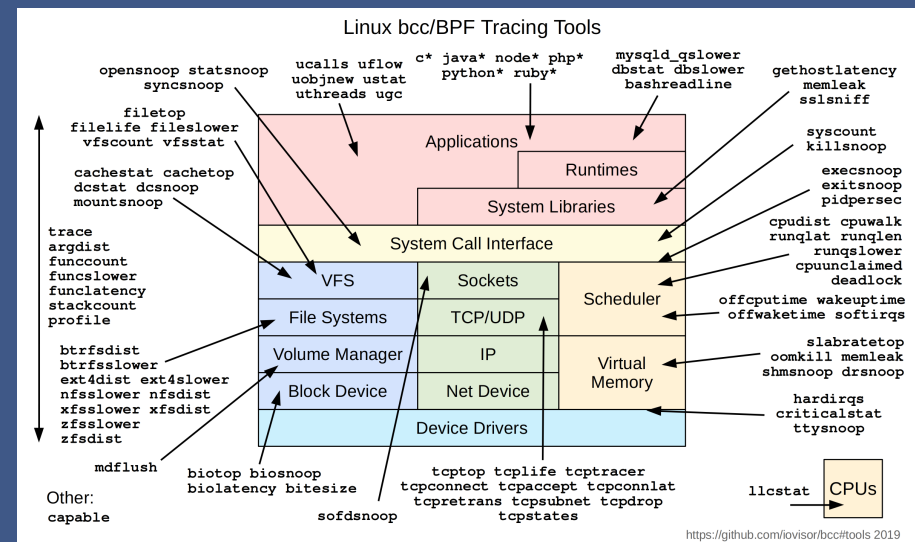 Linux bcc/BPF Tracing Tools
opensnoop statsnoop
syncsnoop
ucalls uflow
uobjnew ustat
uthreads ugc
c* java* node* php*
python* ruby*
mysqld_qslower
dbstat dbslower
bashreadline
gethostlatency
memleak
sslsniff
filetop
filelife fileslower
vfscount vfsstat
syscount
killsnoop
cachestat cachetop
dcstat dcsnoop
mountsnoop
execsnoop
exitsnoop
pidpersec
trace
argdist
funccount
funcslower
funclatency
stackcount
profile
cpudist cpuwalk
runqlat runqlen
runqslower
cpuunclaimed
deadlock
offcputime wakeuptime
offwaketime softirqs
btrfsdist
btrfsslower
ext4dist ext4slower
nfsslower nfsdist
xfsslower xfsdist
zfsslower
zfsdist
slabratetop
oomkill memleak
shmsnoop drsnoop
hardirqs
criticalstat
ttysnoop
Applications
Runtimes
System Libraries
System Call Interface
VFS
Sockets
Scheduler
File Systems
TCP/UDP
Volume Manager
IP
Virtual
Memory
Block Device
Net Device
Device Drivers
mdflush
biotop biosnoop
biolatency bitesize
sofdsnoop
tcptop tcplife tcptracer
tcpconnect tcpaccept tcpconnlat
tcpretrans tcpsubnet tcpdrop
tcpstates
Other:
capable
llcstat
CPUs
https://github.com/iovisor/bcc#tools 2019